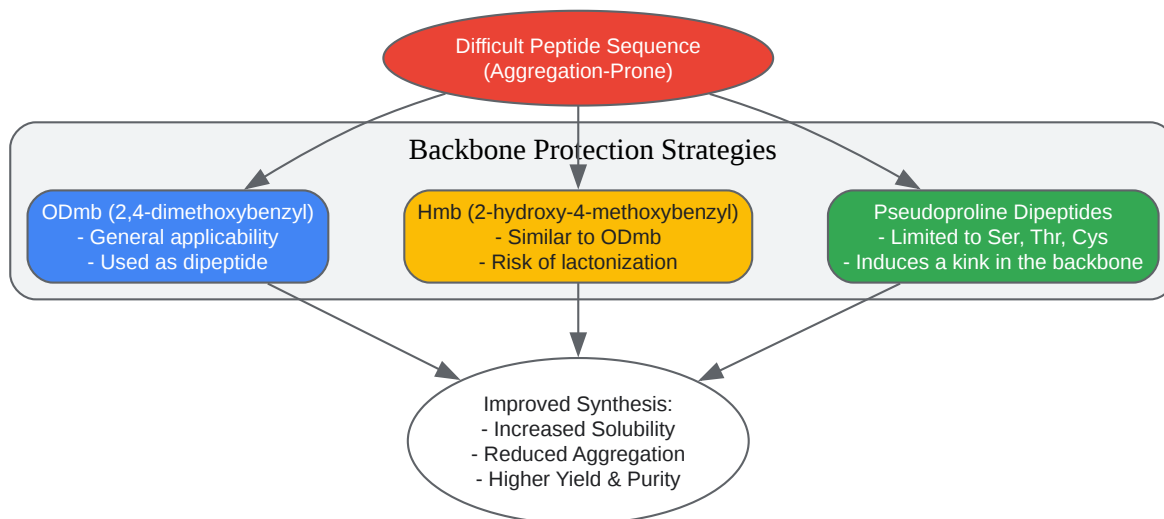 Difficult Peptide Sequence
(Aggregation-Prone)
Backbone Protection Strategies
ODmb (2,4-dimethoxybenzyl)
- General applicability
- Used as dipeptide
Hmb (2-hydroxy-4-methoxybenzyl)
- Similar to ODmb
- Risk of lactonization
Pseudoproline Dipeptides
- Limited to Ser, Thr, Cys
- Induces a kink in the backbone
Improved Synthesis:
- Increased Solubility
- Reduced Aggregation
- Higher Yield & Purity